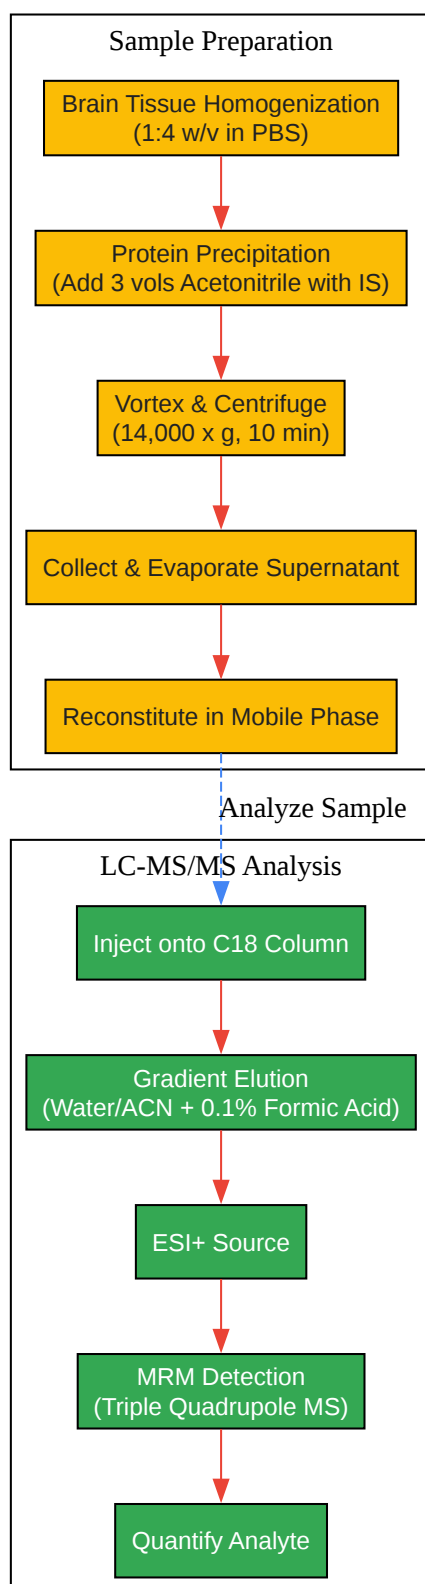 Sample Preparation
Brain Tissue Homogenization
(1:4 w/v in PBS)
Protein Precipitation
(Add 3 vols Acetonitrile with IS)
Vortex & Centrifuge
(14,000 x g, 10 min)
Collect & Evaporate Supernatant
Reconstitute in Mobile Phase
Analyze Sample
LC-MS/MS Analysis
Inject onto C18 Column
Gradient Elution
(Water/ACN + 0.1% Formic Acid)
ESI+ Source
MRM Detection
(Triple Quadrupole MS)
Quantify Analyte